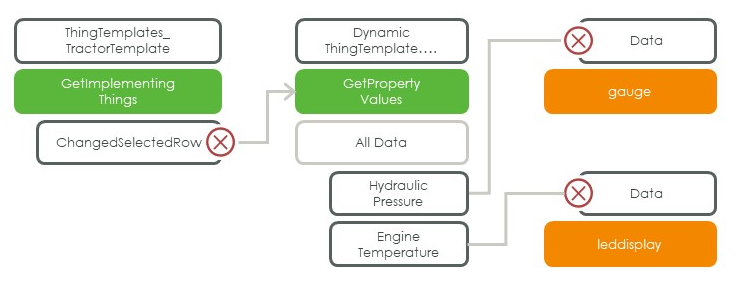 ThingTemplates_
TractorTemplate
GetImplementing
Things
ChangedSelectedRow
Dynamic
ThingTemplate....
GetProperty
Values
All Data
Hydraulic
Pressure
Engine
Temperature
Data
gauge
Data
leddisplay